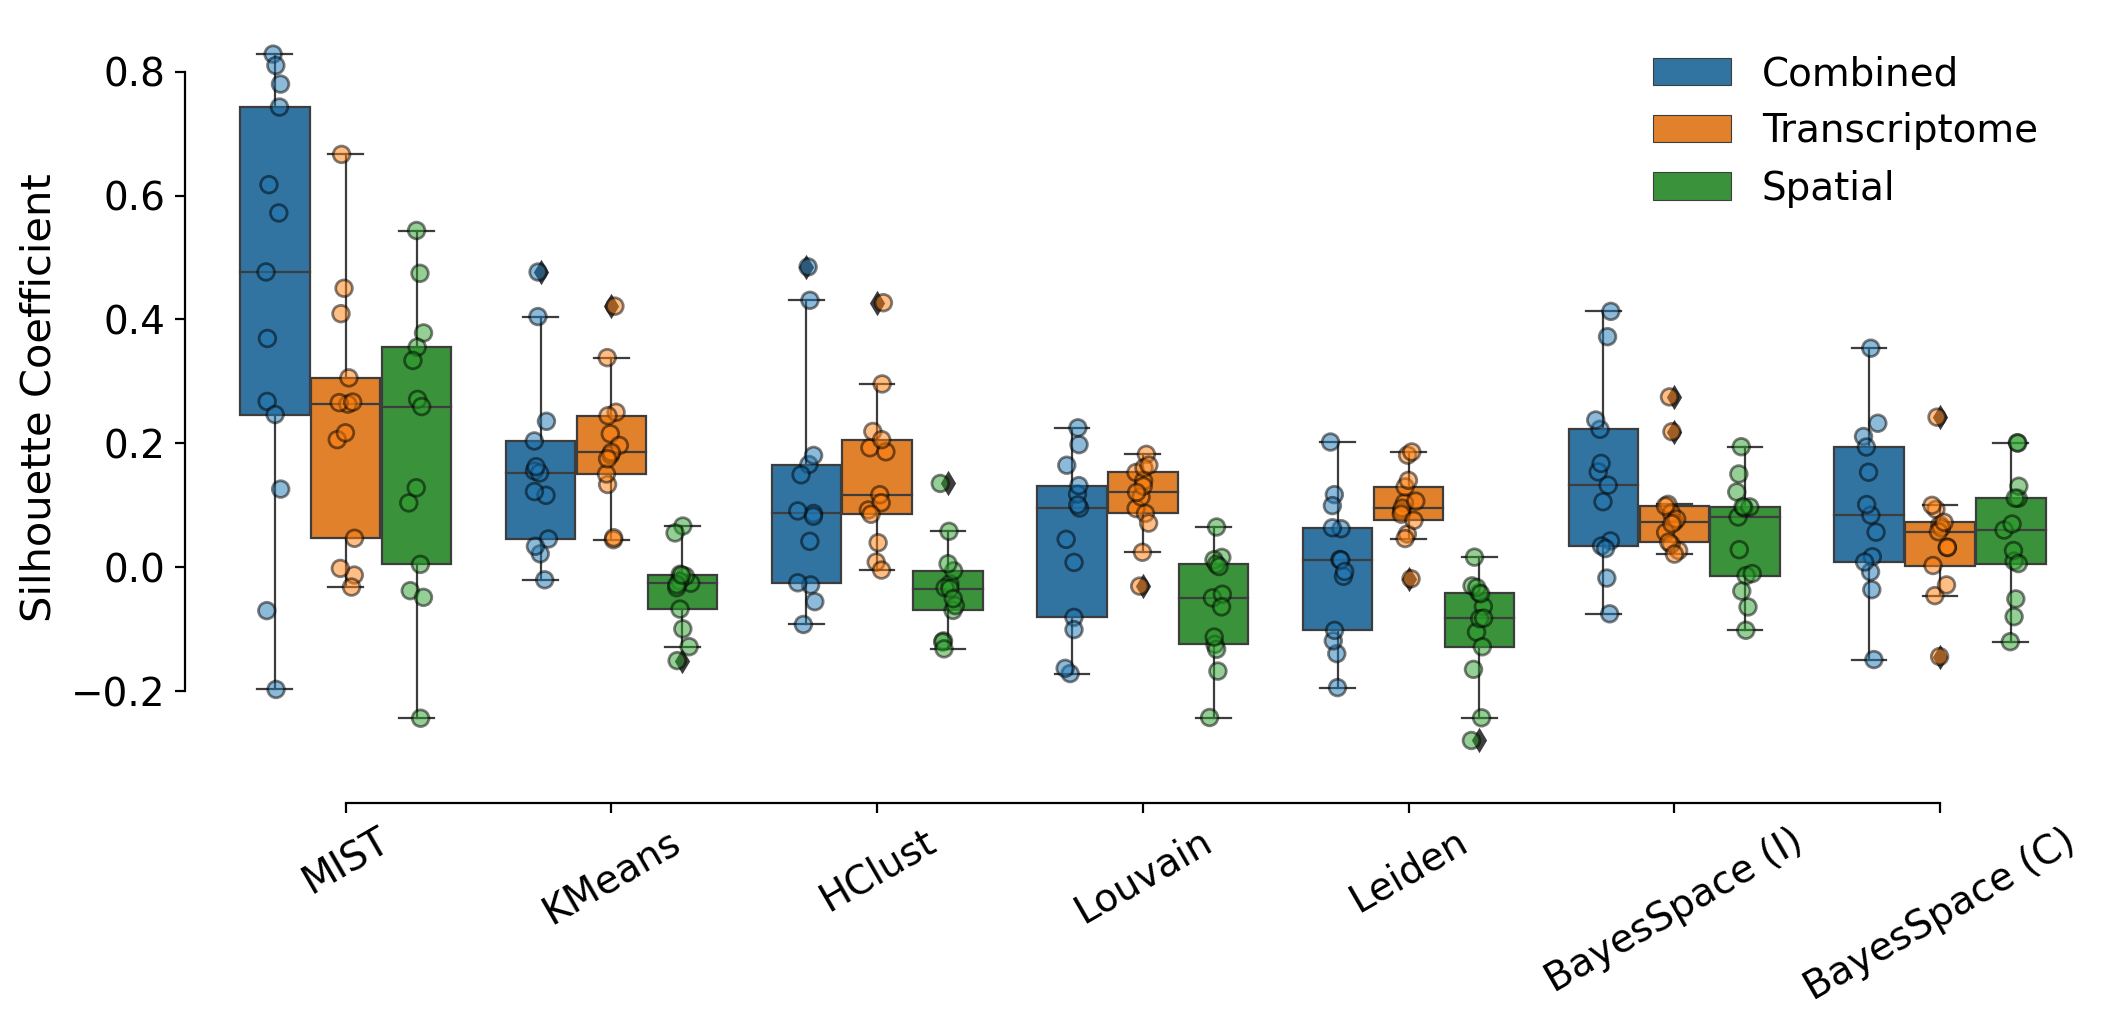 Silhouette Coefficient
0.8
0.6
0.4
0.2
0.0
−0.2
Combined
Transcriptome
Spatial
MIST
KMeans
HClust
Louvain
Leiden
BayesSpace (I)
BayesSpace (C)